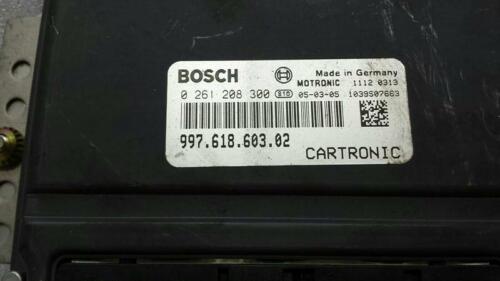 BOSCH Made in Germany
MOTRONIC 1112 0313
0 261 208 300 05-03-05 1039S07663
997.618.603.02
CARTRONIC